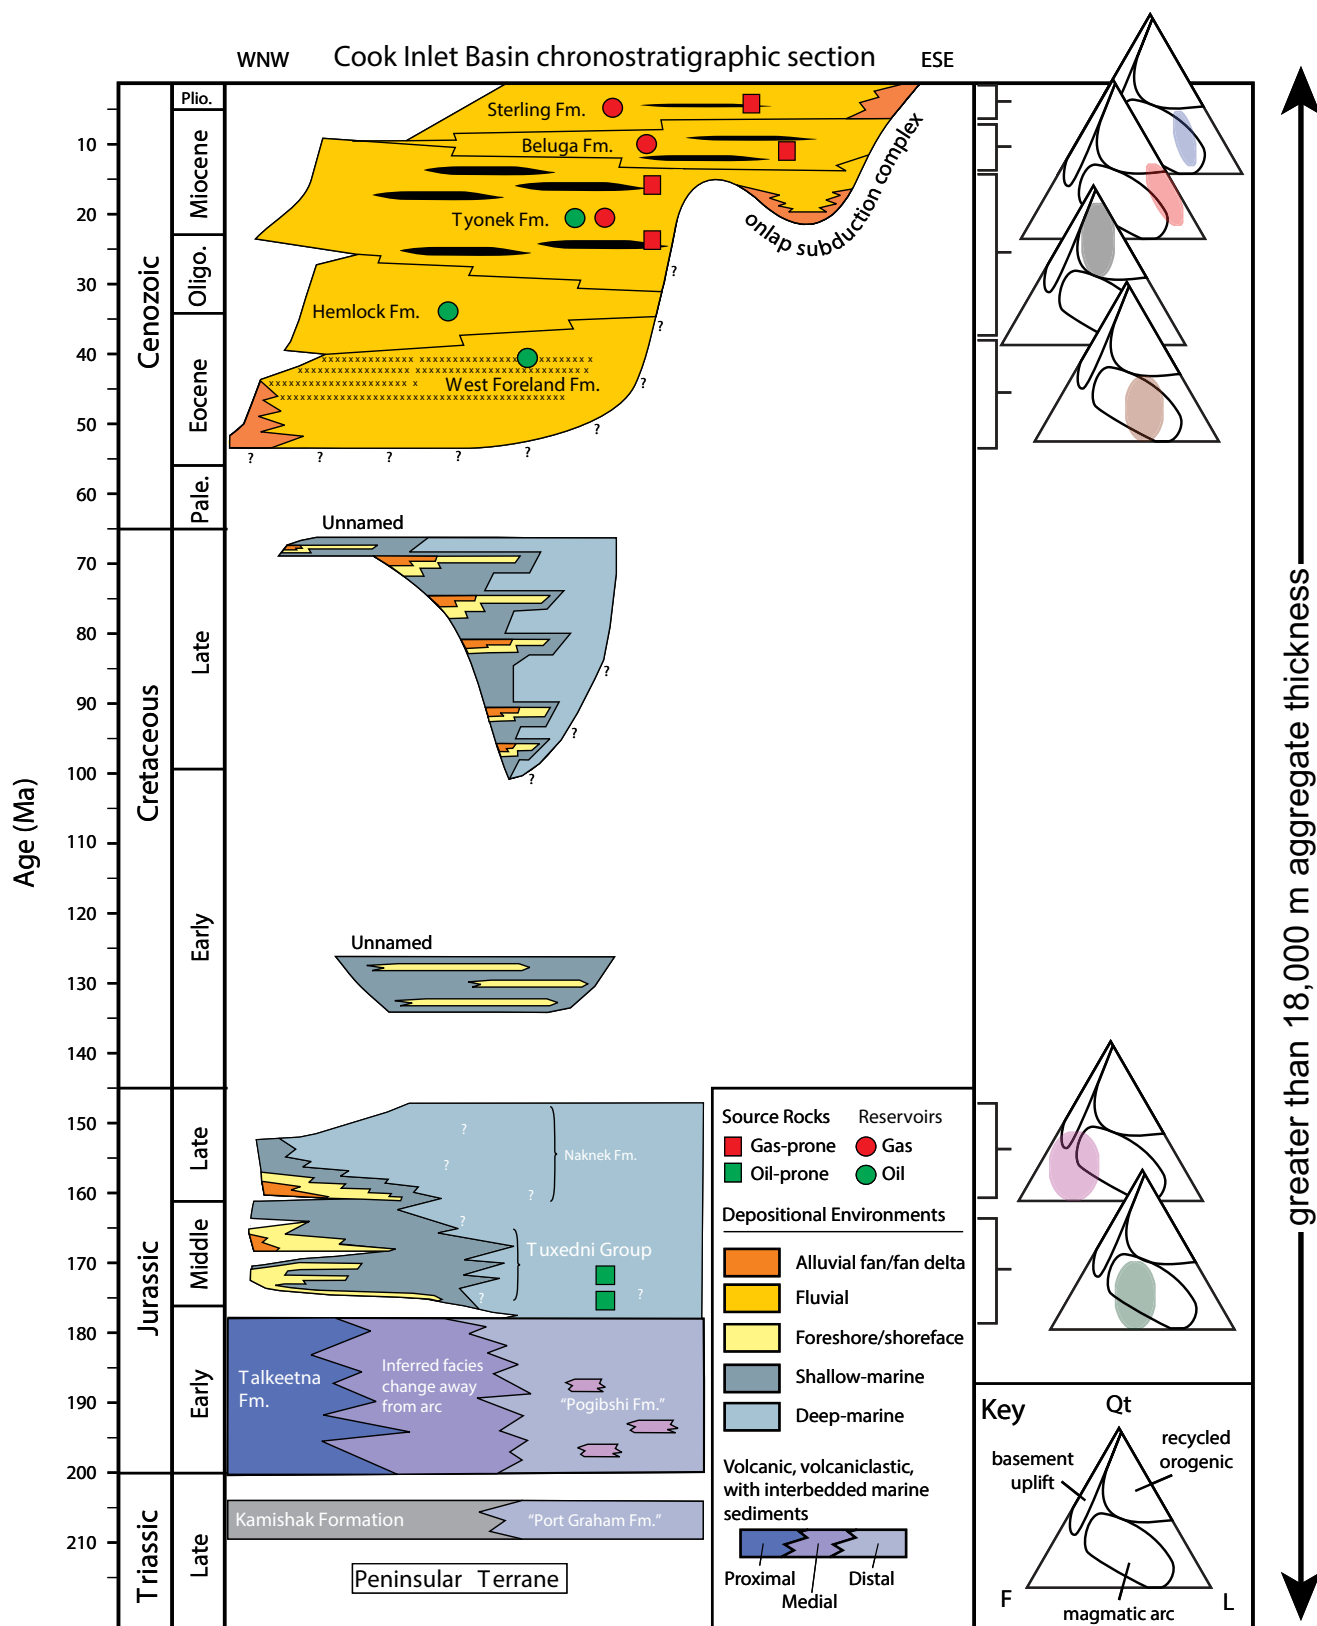 Cook Inlet Basin chronostratigraphic section
WNW
ESE
Age (Ma)
10
20
30
40
50
60
70
80
90
100
110
120
130
140
150
160
170
180
190
200
210
Cenozoic
Cretaceous
Jurassic
Triassic
Plio.
Miocene
Oligo.
Eocene
Pale.
Late
Early
Late
Middle
Early
Late
Sterling Fm.
Beluga Fm.
Tyonek Fm.
onlap subduction complex
Hemlock Fm.
West Foreland Fm.
?
?
?
?
?
?
?
?
?
?
Unnamed
?
?
?
Unnamed
?
?
?
?
?
?
Naknek Fm.
Tuxedni Group
Talkeetna
Fm.
Inferred facies
change away
from arc
“Pogibshi Fm.”
Kamishak Formation
“Port Graham Fm.”
Peninsular Terrane
Source Rocks
Reservoirs
Gas-prone
Gas
Oil-prone
Oil
Depositional Environments
Alluvial fan/fan delta
Fluvial
Foreshore/shoreface
Shallow-marine
Deep-marine
Volcanic, volcaniclastic,
with interbedded marine
sediments
Proximal
Medial
Distal
Key
Qt
basement
uplift
recycled
orogenic
F
L
magmatic arc
greater than 18,000 m aggregate thickness